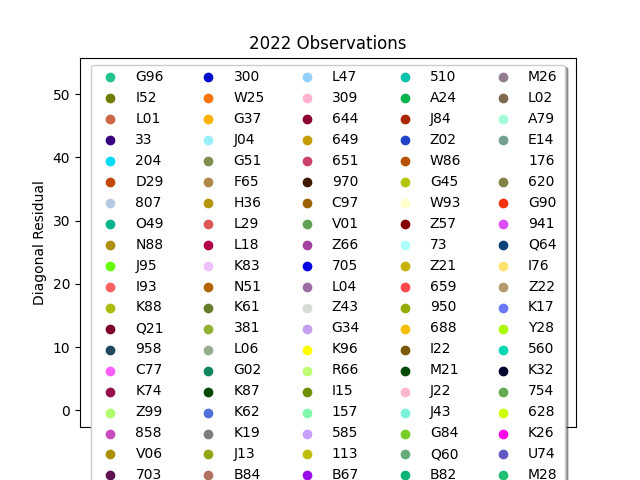 2022 Observations
Diagonal Residual
50
40
30
20
10
0
G96 300 L47 510 M26
I52 W25 309 A24 L02
L01 G37 644 J84 A79
33 J04 649 Z02 E14
204 G51 651 W86 176
D29 F65 970 G45 620
807 H36 C97 W93 G90
O49 L29 V01 Z57 941
N88 L18 Z66 73 Q64
J95 K83 705 Z21 I76
I93 N51 L04 659 Z22
K88 K61 Z43 950 K17
Q21 381 G34 688 Y28
958 L06 K96 I22 560
C77 G02 R66 M21 K32
K74 K87 I15 J22 754
Z99 K62 157 J43 628
858 K19 585 G84 K26
V06 J13 113 Q60 U74
703 B84 B67 B82 M28